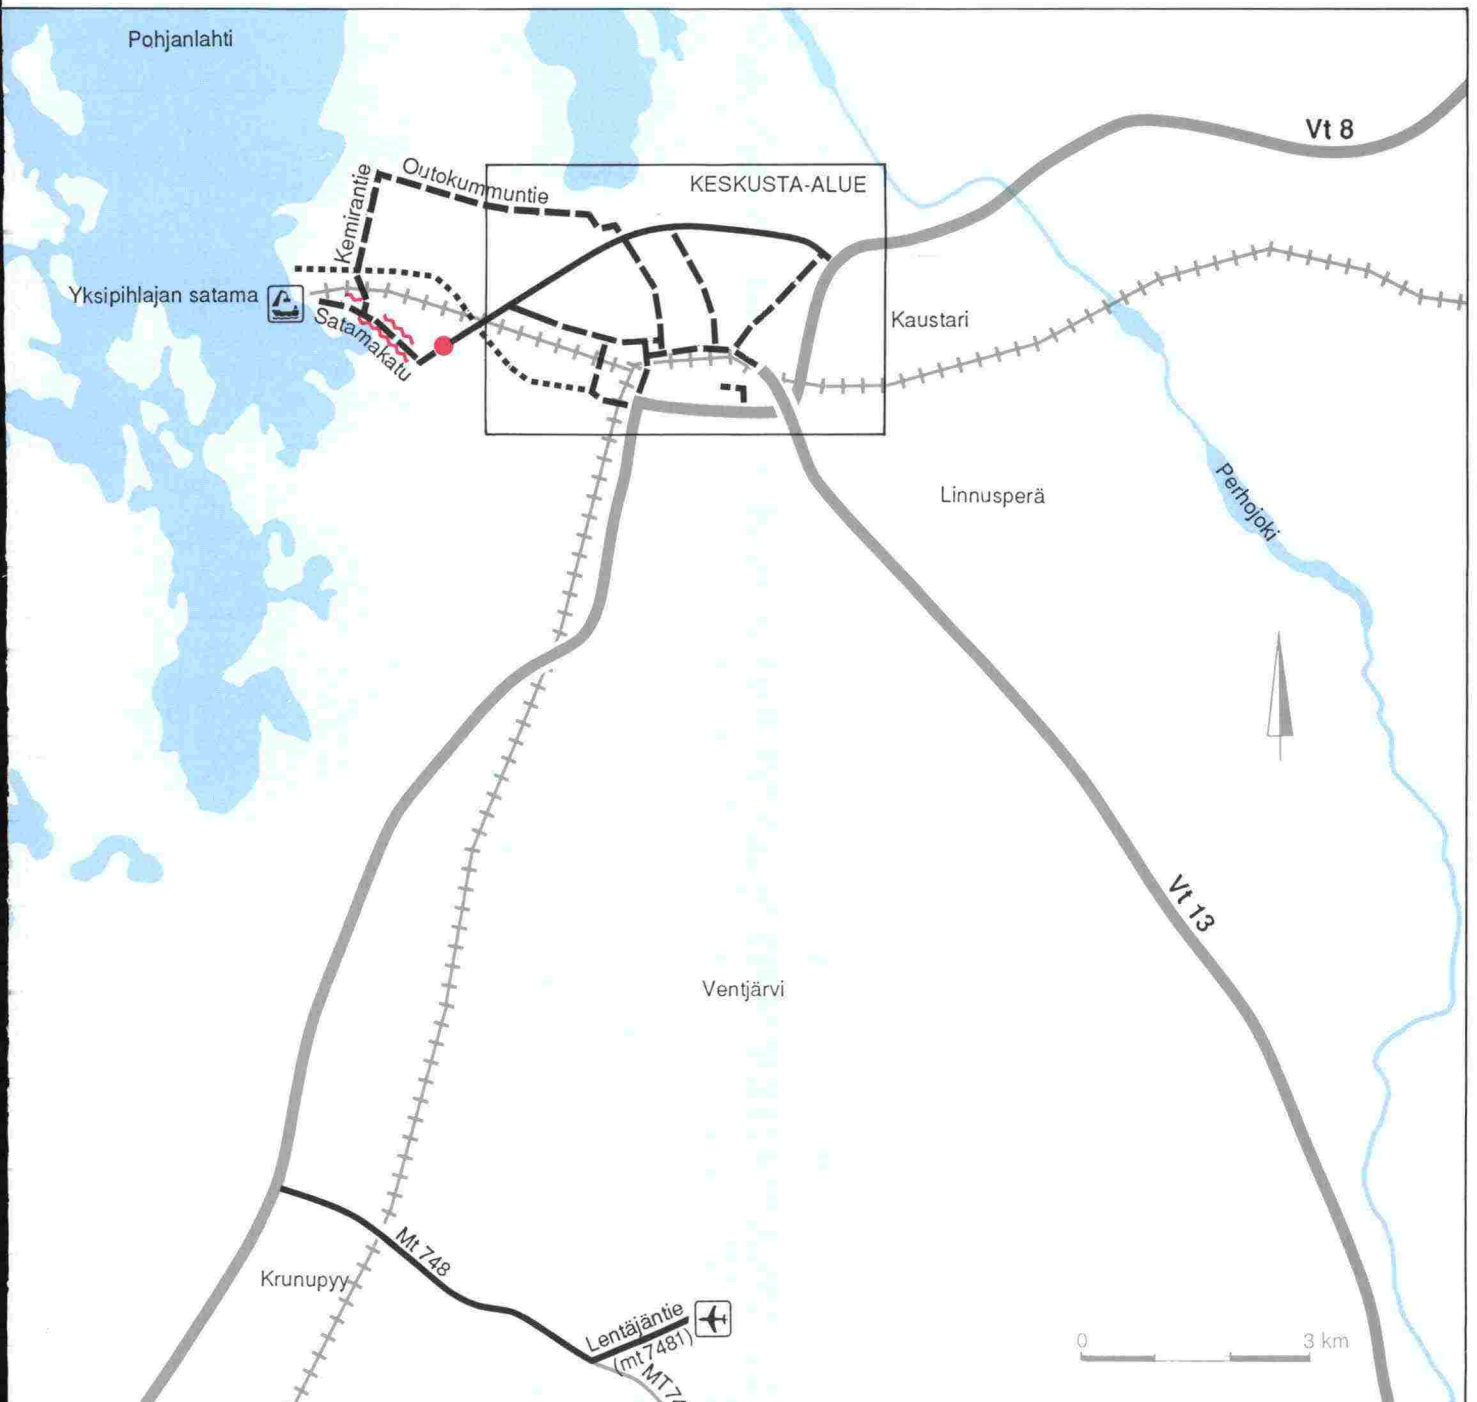 Pohjanlahti
Vt 8
Outokummuntie
KESKUSTA-ALUE
Kemirantie
Yksipihlajan satama
Satamakatu
Kaustari
Linnusperä
Perhojoki
Vt 13
Ventjärvi
Mt 748
Krunupyy
Lentäjäntie
(mt 7481)
0 3 km